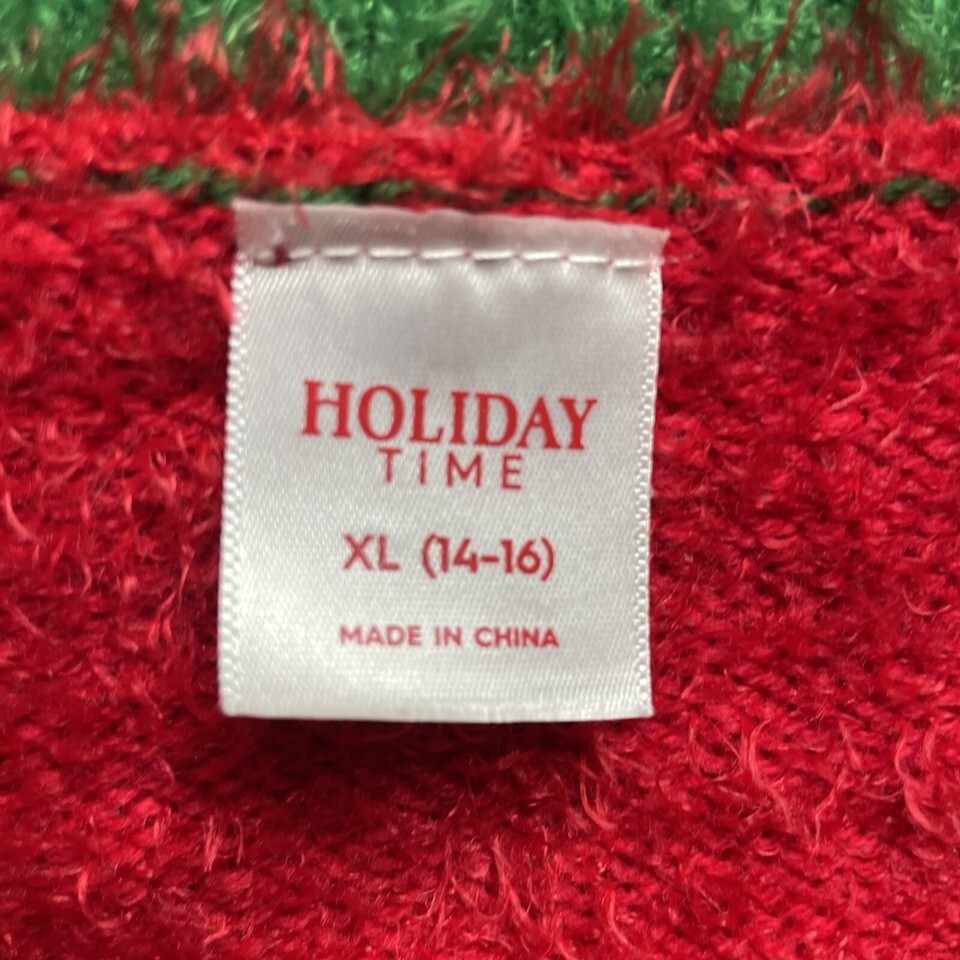 HOLIDAY
TIME
XL (14-16)
MADE IN CHINA